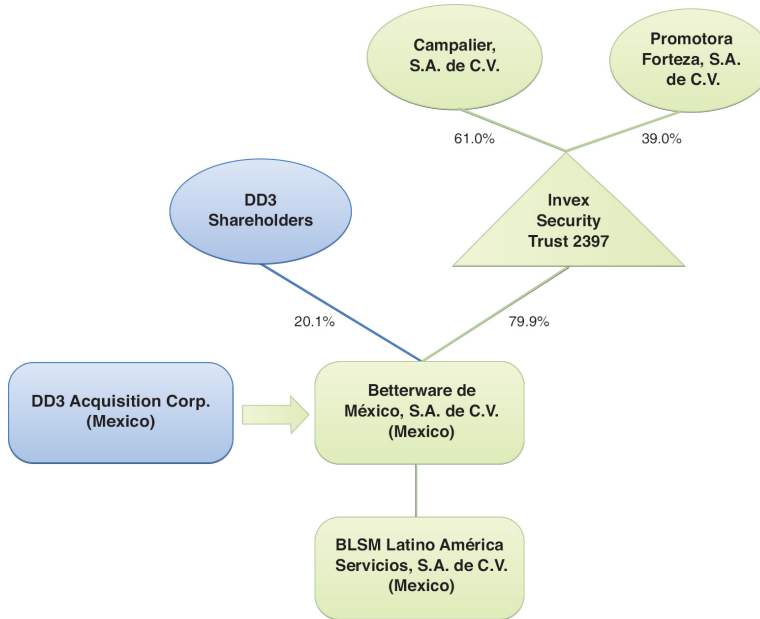 Campalier,
S.A. de C.V.
Promotora
Forteza, S.A.
de C.V.
61.0%
39.0%
DD3
Shareholders
Invex
Security
Trust 2397
20.1%
79.9%
DD3 Acquisition Corp.
(Mexico)
Betterware de
México, S.A. de C.V.
(Mexico)
BLSM Latino América
Servicios, S.A. de C.V.
(Mexico)